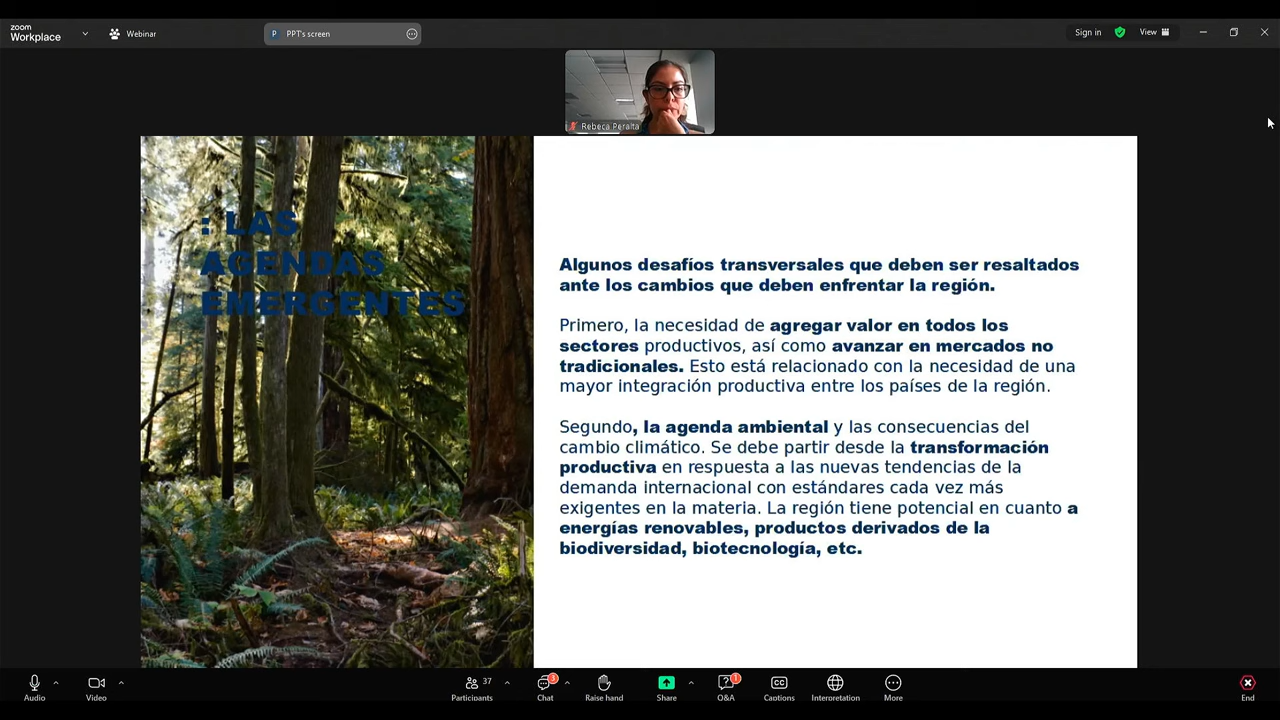 zoom
Workplace
Webinar
P PPT's screen
Sign in
View
Rebeca Peralta
: LAS
AGENDAS
EMERGENTES
Algunos desafíos transversales que deben ser resaltados
ante los cambios que deben enfrentar la región.
Primero, la necesidad de agregar valor en todos los
sectores productivos, así como avanzar en mercados no
tradicionales. Esto está relacionado con la necesidad de una
mayor integración productiva entre los países de la región.
Segundo, la agenda ambiental y las consecuencias del
cambio climático. Se debe partir desde la transformación
productiva en respuesta a las nuevas tendencias de la
demanda internacional con estándares cada vez más
exigentes en la materia. La región tiene potencial en cuanto a
energías renovables, productos derivados de la
biodiversidad, biotecnología, etc.
Audio
Video
37
Participants
3
Chat
Raise hand
Share
1
Q&A
CC
Captions
Interpretation
More
End